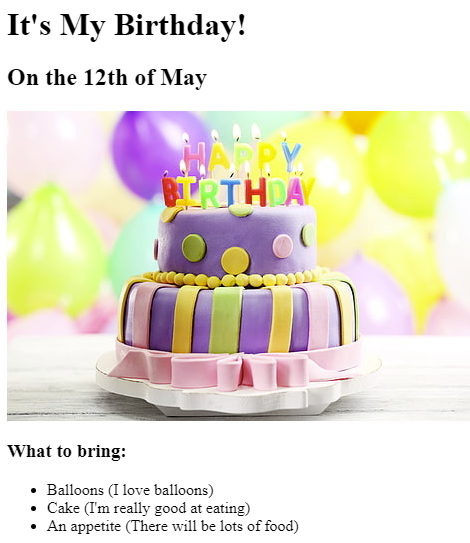 It's My Birthday!
On the 12th of May
HAPPY
BIRTHDAY
What to bring:
Balloons (I love balloons)
Cake (I'm really good at eating)
An appetite (There will be lots of food)